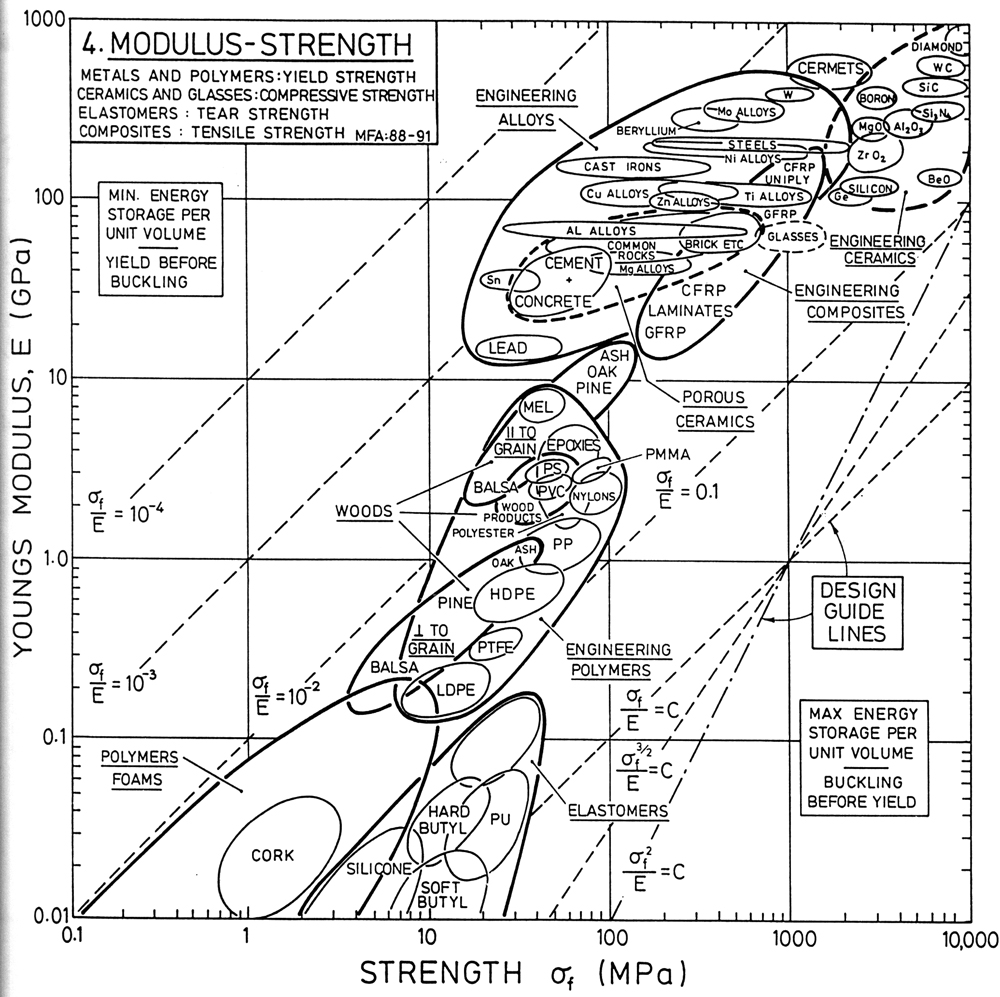 4. MODULUS-STRENGTH
METALS AND POLYMERS: YIELD STRENGTH
CERAMICS AND GLASSES: COMPRESSIVE STRENGTH
ELASTOMERS : TEAR STRENGTH
COMPOSITES : TENSILE STRENGTH MFA:88-91
1000
100
10
1.0
0.1
0.01
YOUNGS MODULUS, E (GPa)
MIN. ENERGY
STORAGE PER
UNIT VOLUME
YIELD BEFORE
BUCKLING
ENGINEERING
ALLOYS
DIAMOND
CERMETS
WC
W
SiC
BORON
Mo ALLOYS
Si₃N₄
BERYLLIUM
MgO
Al₂O₃
STEELS
Ni ALLOYS
ZrO₂
CAST IRONS
CFRP
UNIPLY
BeO
Cu ALLOYS
Zn ALLOYS
Ti ALLOYS
SILICON
Ge
GFRP
AL ALLOYS
BRICK ETC
GLASSES
ENGINEERING
CERAMICS
COMMON
ROCKS
Mg ALLOYS
CEMENT
+
CONCRETE
Sn
CFRP
LAMINATES
GFRP
ENGINEERING
COMPOSITES
LEAD
ASH
OAK
PINE
POROUS
CERAMICS
MEL
II TO
GRAIN
EPOXIES
PMMA
PS
BALSA
PVC
NYLONS
σf/E = 0.1
σf/E = 10⁻⁴
WOODS
WOOD
PRODUCTS
POLYESTER
PP
ASH
OAK
HDPE
PINE
DESIGN
GUIDE
LINES
⊥ TO
GRAIN
PTFE
ENGINEERING
POLYMERS
BALSA
LDPE
σf/E = 10⁻³
σf/E = 10⁻²
σf/E = C
MAX ENERGY
STORAGE PER
UNIT VOLUME
BUCKLING
BEFORE YIELD
POLYMERS
FOAMS
σf^3/2/E = C
ELASTOMERS
HARD
BUTYL
PU
CORK
SILICONE
σf²/E = C
SOFT
BUTYL
0.1
1
10
100
1000
10,000
STRENGTH σf (MPa)